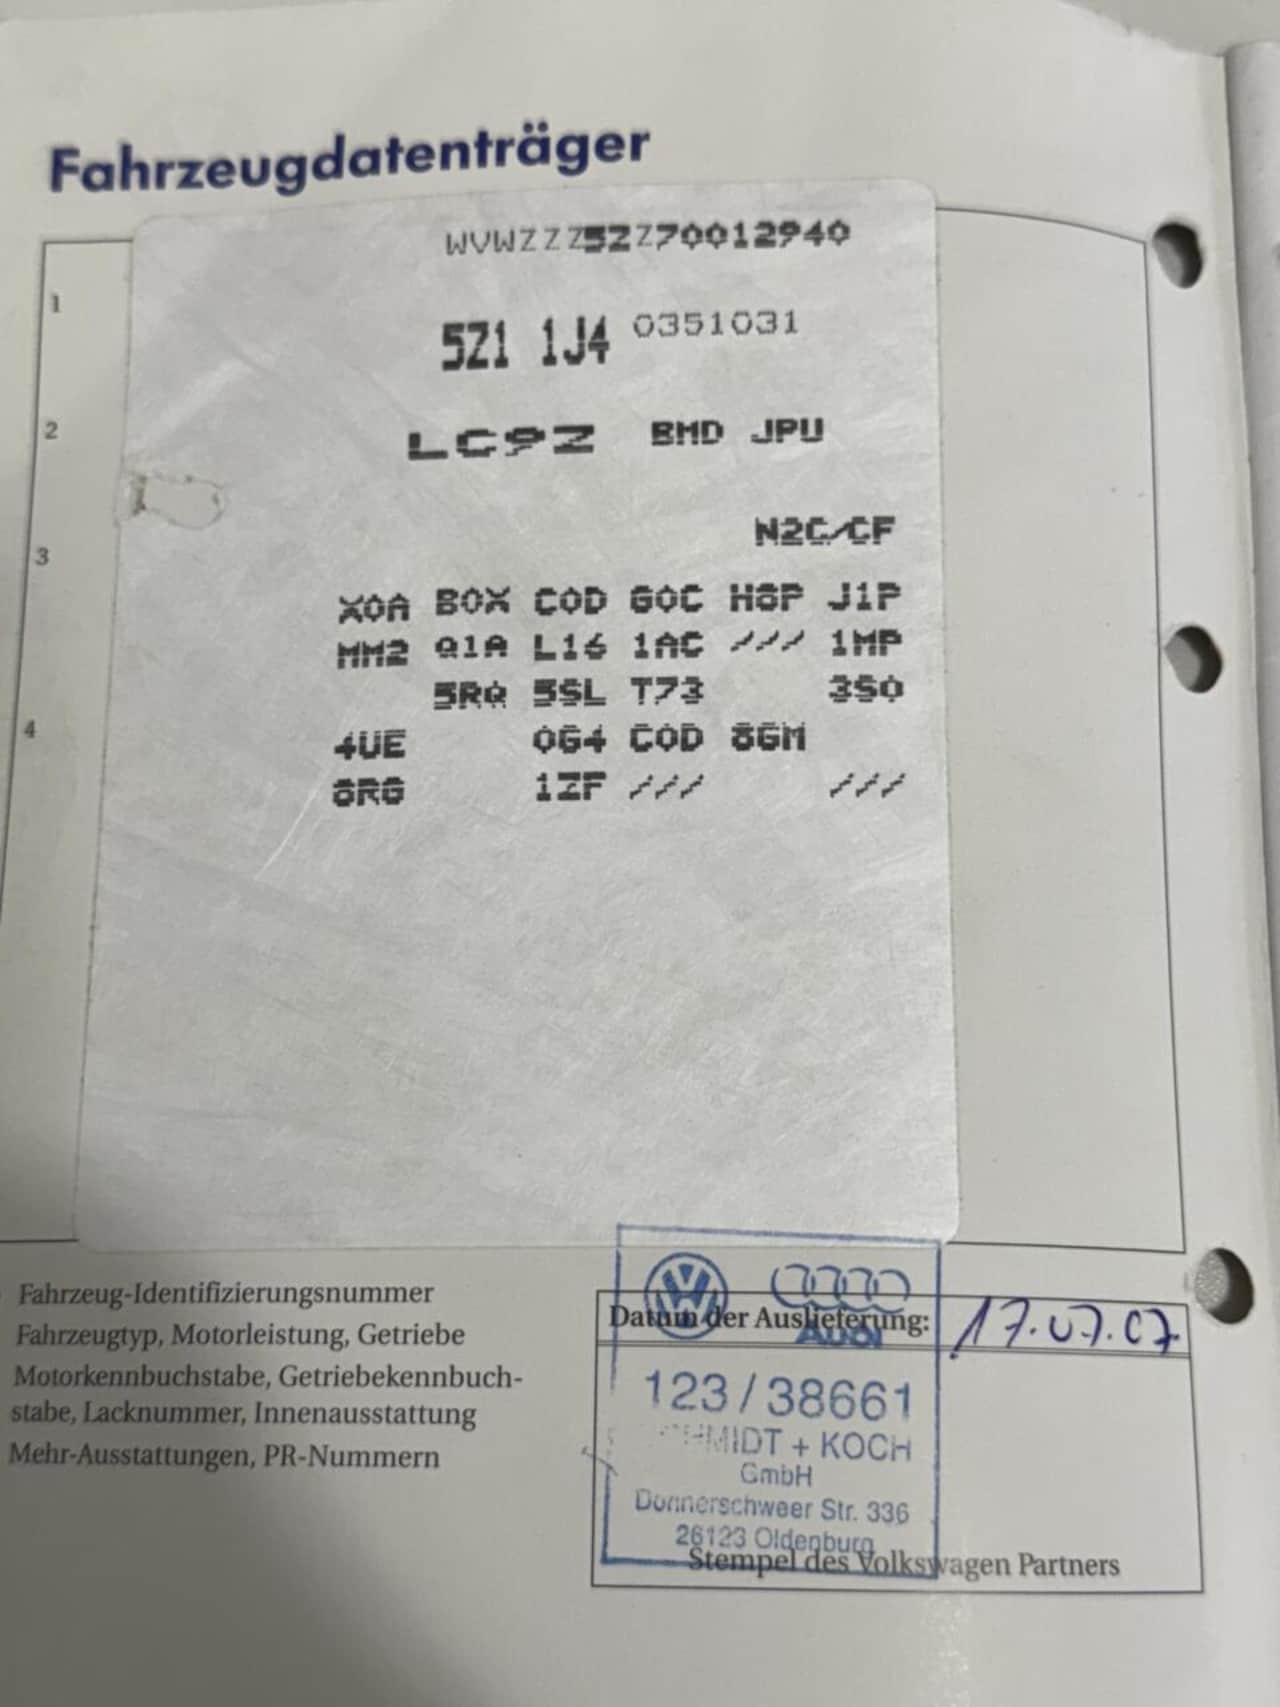 Fahrzeugdatenträger
WVWZZZ5ZZ70012940
1
5Z1 1J4 0351031
2
LC9Z BMD JPU
3
N2C/CF
X0A B0X C0D G0C H8P J1P
MM2 Q1A L16 1AC /// 1MP
5RQ 5SL T73 3S0
4
4UE 0G4 C0D 8GM
8RG 1ZF /// ///
Fahrzeug-Identifizierungsnummer
Fahrzeugtyp, Motorleistung, Getriebe
Motorkennbuchstabe, Getriebekennbuch-
stabe, Lacknummer, Innenausstattung
Mehr-Ausstattungen, PR-Nummern
Datum der Auslieferung: 17.07.07
Audi
123/38661
SCHMIDT + KOCH
GmbH
Donnerschweer Str. 336
26123 Oldenburg
Stempel des Volkswagen Partners